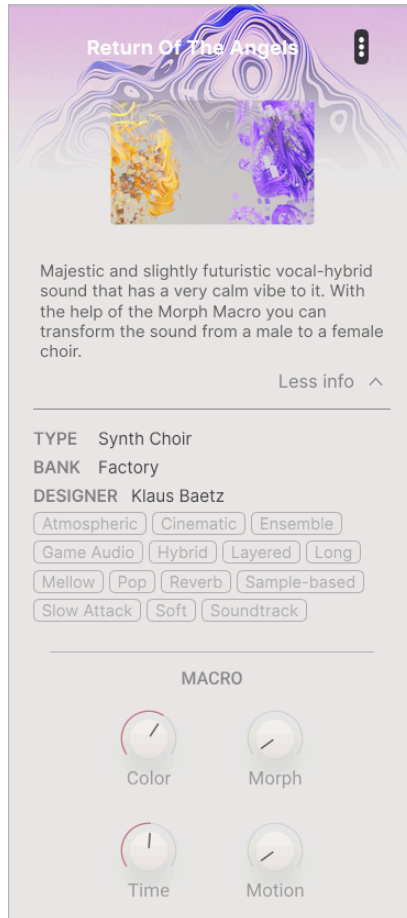 Return Of The Angels
Majestic and slightly futuristic vocal-hybrid
sound that has a very calm vibe to it. With
the help of the Morph Macro you can
transform the sound from a male to a female
choir.
Less info
TYPE Synth Choir
BANK Factory
DESIGNER Klaus Baetz
Atmospheric Cinematic Ensemble
Game Audio Hybrid Layered Long
Mellow Pop Reverb Sample-based
Slow Attack Soft Soundtrack
MACRO
Color Morph
Time Motion